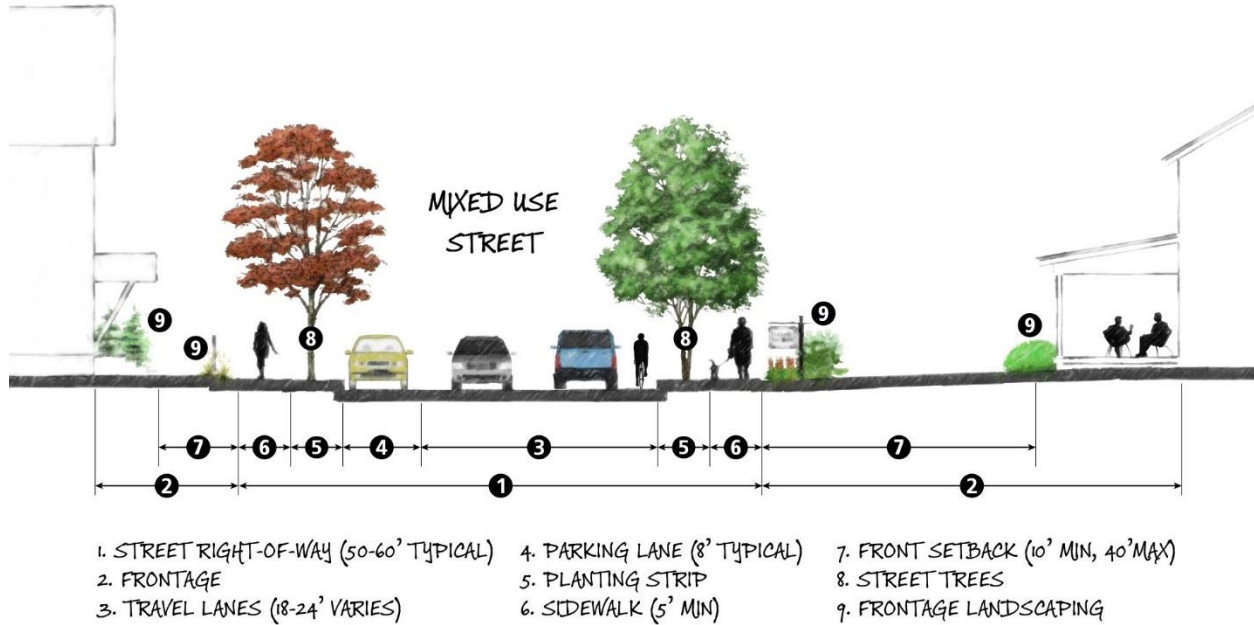 MIXED USE
STREET
9
9
8
8
9
9
7
6
5
4
3
5
6
7
2
1
2
1. STREET RIGHT-OF-WAY (50-60' TYPICAL)
2. FRONTAGE
3. TRAVEL LANES (18-24' VARIES)
4. PARKING LANE (8' TYPICAL)
5. PLANTING STRIP
6. SIDEWALK (5' MIN)
7. FRONT SETBACK (10' MIN, 40'MAX)
8. STREET TREES
9. FRONTAGE LANDSCAPING